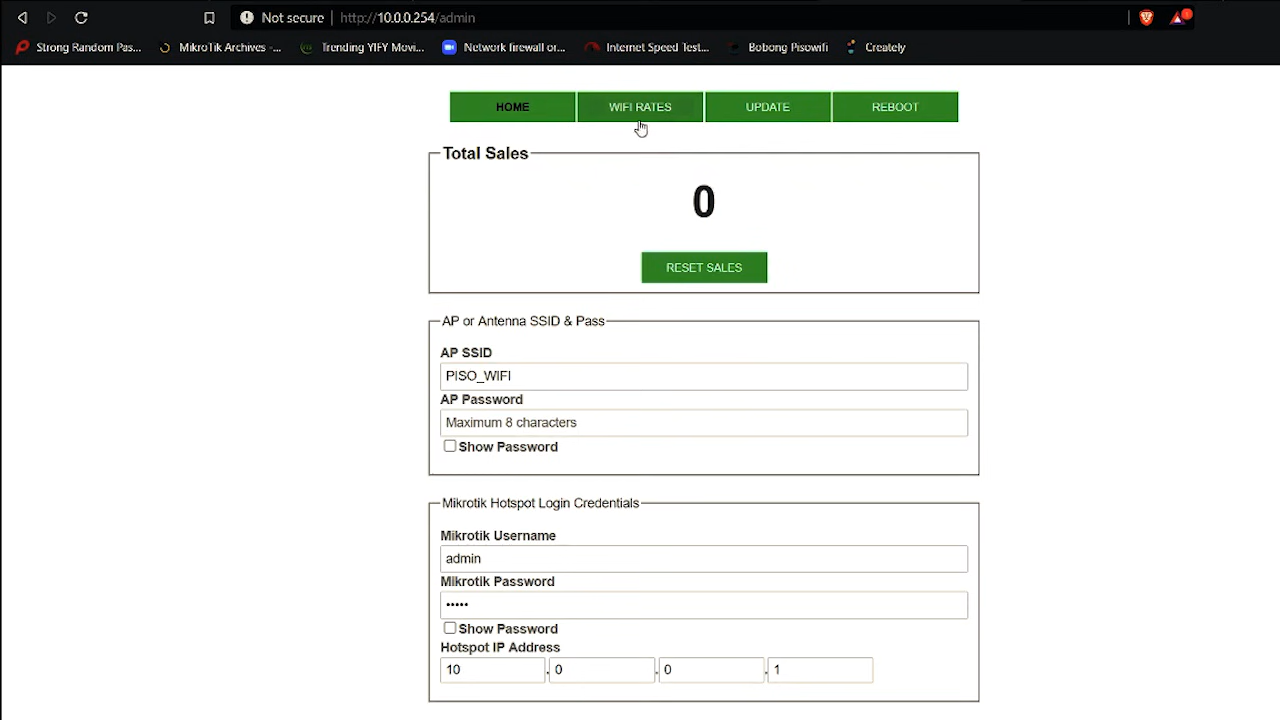 Not secure http://10.0.0.254/admin
Strong Random Pas... MikroTik Archives -... Trending YIFY Movi... Network firewall or... Internet Speed Test... Bobong Pisowifi Creately
HOME WIFI RATES UPDATE REBOOT
Total Sales
0
RESET SALES
AP or Antenna SSID & Pass
AP SSID
PISO_WIFI
AP Password
Maximum 8 characters
Show Password
Mikrotik Hotspot Login Credentials
Mikrotik Username
admin
Mikrotik Password
•••••
Show Password
Hotspot IP Address
10 . 0 . 0 . 1